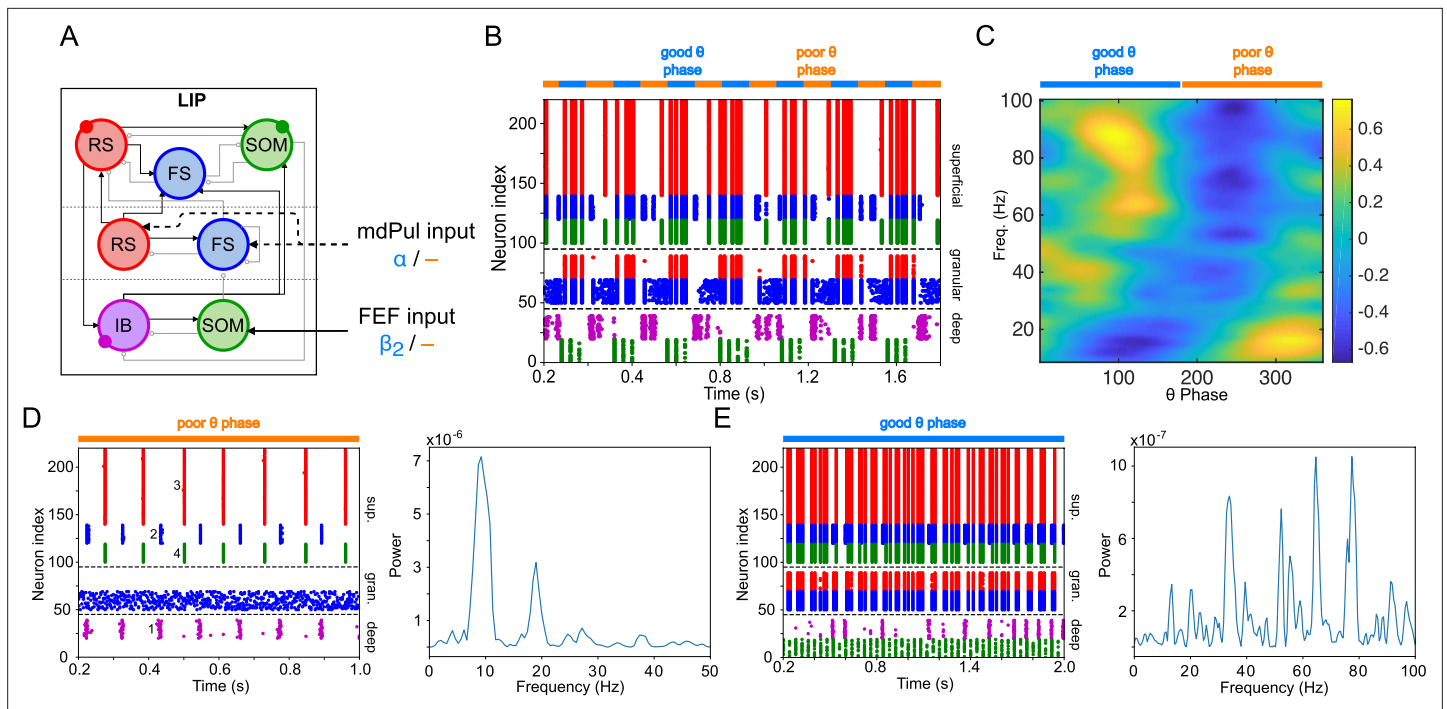 A
LIP
RS
SOM
FS
RS
FS
IB
SOM
mdPul input
α / –
FEF input
β2 / –
B
good θ
phase
poor θ
phase
Neuron index
200
150
100
50
0
superficial
granular
deep
0.2
0.4
0.8
1.2
1.6
Time (s)
C
good θ
phase
poor θ
phase
Freq. (Hz)
100
80
60
40
20
100
200
300
θ Phase
0.6
0.4
0.2
0
-0.2
-0.4
-0.6
D
poor θ phase
Neuron index
200
150
100
50
0
3
2
4
1
sup.
gran.
deep
0.2
0.4
0.6
0.8
1.0
Time (s)
x10-6
Power
7
5
3
1
0
10
20
30
40
50
Frequency (Hz)
E
good θ phase
Neuron index
200
150
100
50
0
sup.
gran.
deep
0.2
0.8
1.4
2.0
Time (s)
x10-7
Power
10
6
2
0
20
40
60
80
100
Frequency (Hz)